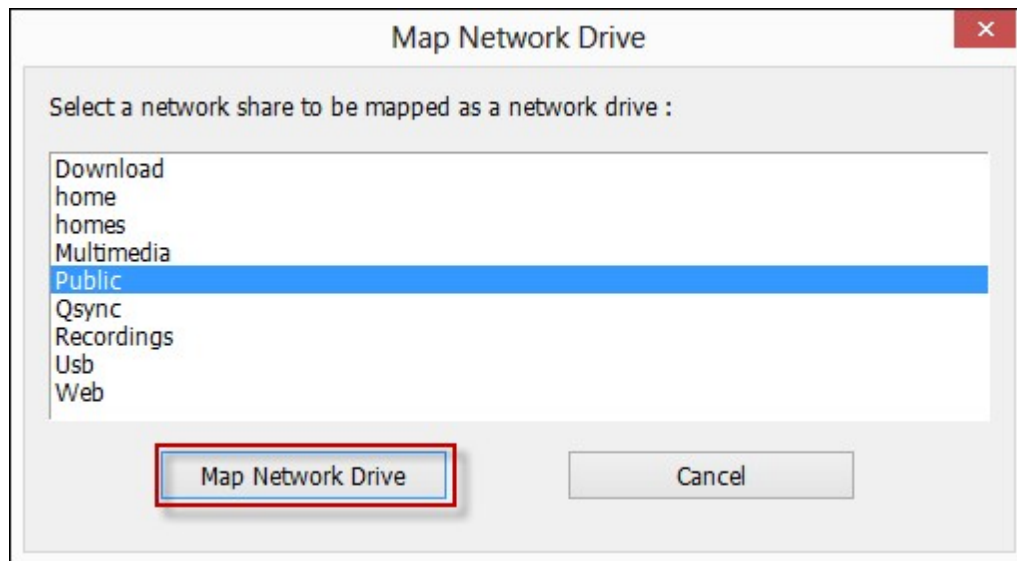 Map Network Drive
Select a network share to be mapped as a network drive :
Download
home
homes
Multimedia
Public
Qsync
Recordings
Usb
Web
Map Network Drive
Cancel